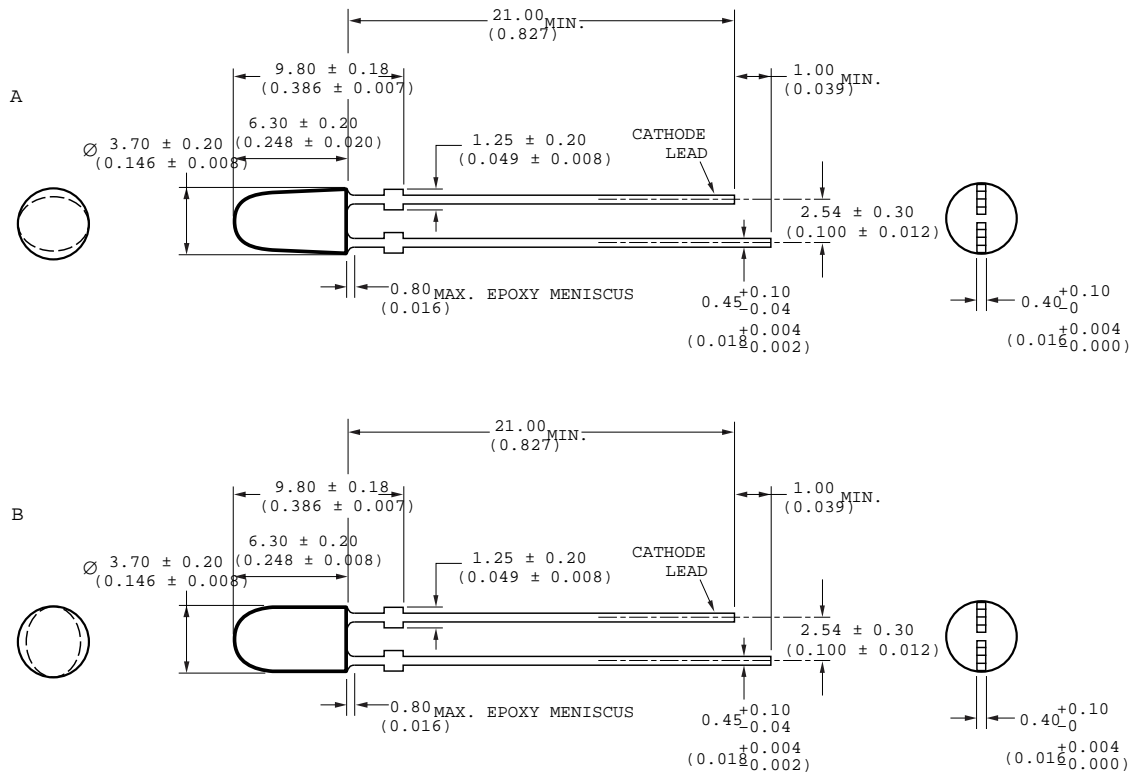 21.00 MIN.
(0.827)
9.80 ± 0.18
(0.386 ± 0.007)
1.00 MIN.
(0.039)
A
6.30 ± 0.20
(0.248 ± 0.020)
∅ 3.70 ± 0.20
(0.146 ± 0.008)
1.25 ± 0.20
(0.049 ± 0.008)
CATHODE
LEAD
2.54 ± 0.30
(0.100 ± 0.012)
0.80 MAX. EPOXY MENISCUS
(0.016)
0.45 +0.10
−0.04
(0.018 +0.004
−0.002)
0.40 +0.10
−0
(0.016 +0.004
−0.000)
21.00 MIN.
(0.827)
9.80 ± 0.18
(0.386 ± 0.007)
1.00 MIN.
(0.039)
B
6.30 ± 0.20
(0.248 ± 0.008)
∅ 3.70 ± 0.20
(0.146 ± 0.008)
1.25 ± 0.20
(0.049 ± 0.008)
CATHODE
LEAD
2.54 ± 0.30
(0.100 ± 0.012)
0.80 MAX. EPOXY MENISCUS
(0.016)
0.45 +0.10
−0.04
(0.018 +0.004
−0.002)
0.40 +0.10
−0
(0.016 +0.004
−0.000)